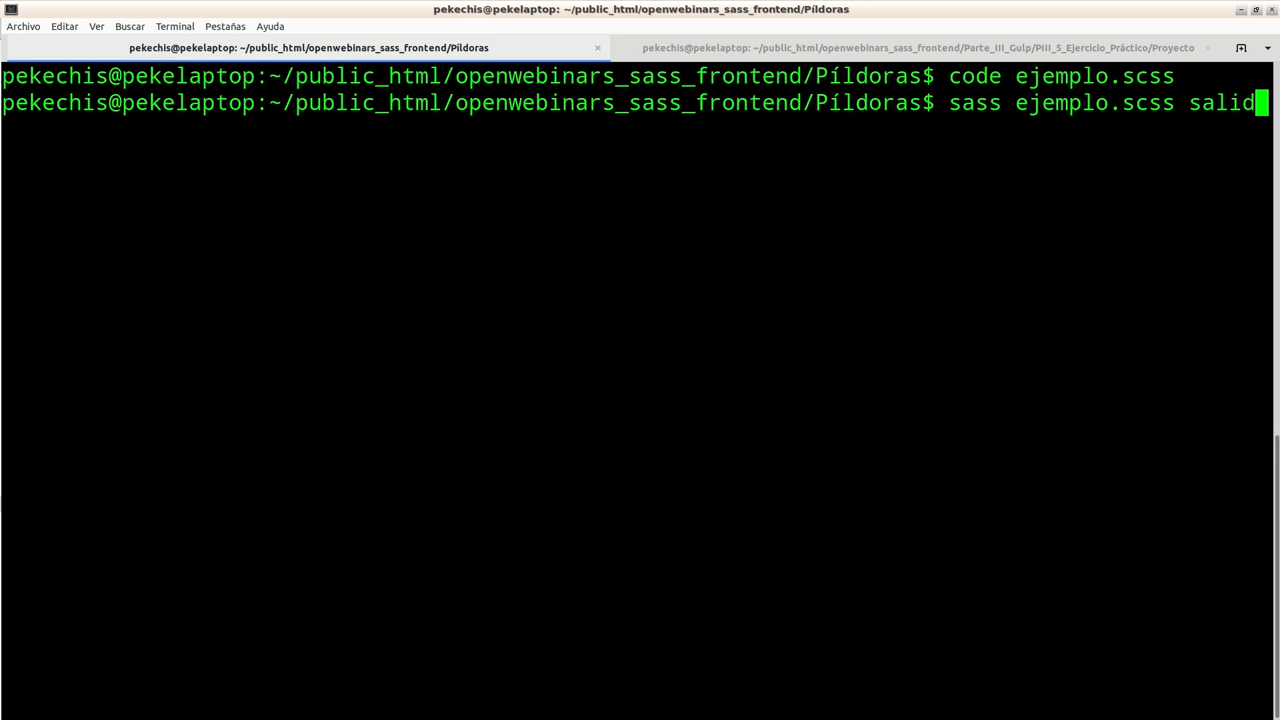 pekechis@pekelaptop: ~/public_html/openwebinars_sass_frontend/Píldoras
Archivo Editar Ver Buscar Terminal Pestañas Ayuda
pekechis@pekelaptop: ~/public_html/openwebinars_sass_frontend/Píldoras × pekechis@pekelaptop: ~/public_html/openwebinars_sass_frontend/Parte_III_Gulp/PIII_5_Ejercicio_Práctico/Proyecto ×
pekechis@pekelaptop:~/public_html/openwebinars_sass_frontend/Píldoras$ code ejemplo.scss
pekechis@pekelaptop:~/public_html/openwebinars_sass_frontend/Píldoras$ sass ejemplo.scss salid